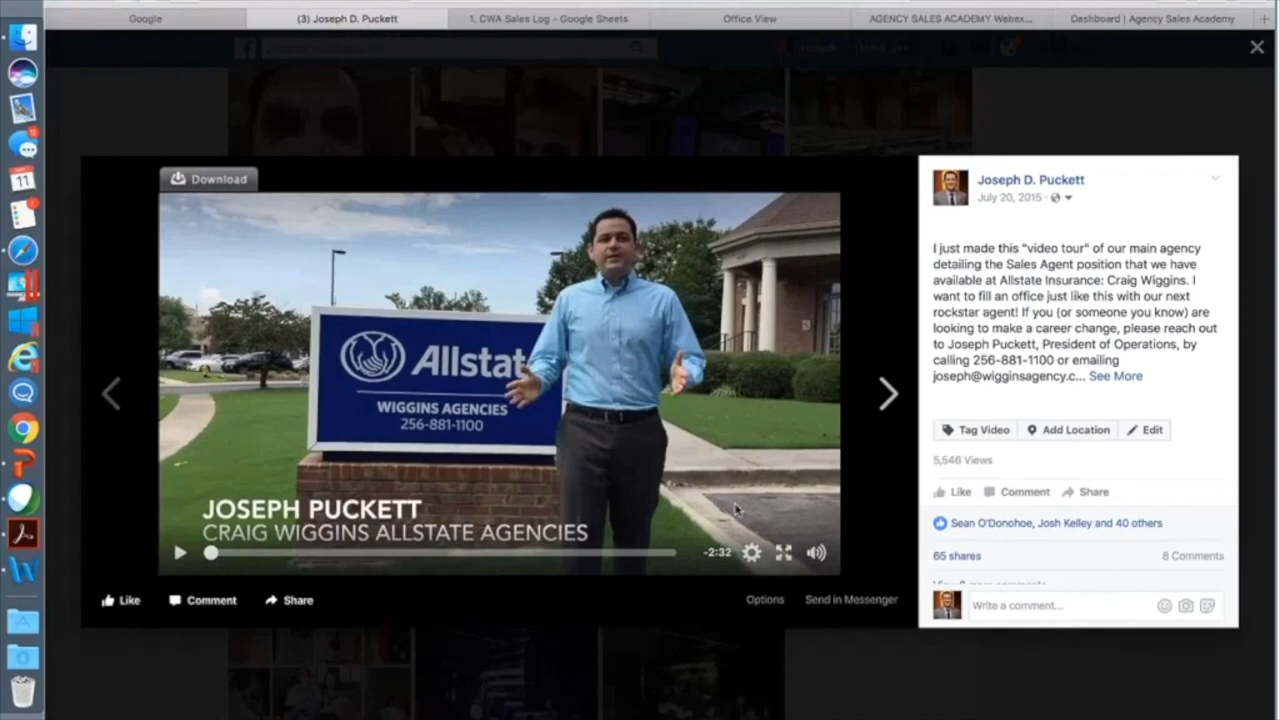 Google
(3) Joseph D. Puckett
1. CWA Sales Log - Google Sheets
Office View
AGENCY SALES ACADEMY Webex...
Dashboard | Agency Sales Academy
Download
Allstat
WIGGINS AGENCIES
256-881-1100
JOSEPH PUCKETT
CRAIG WIGGINS ALLSTATE AGENCIES
-2:32
Like
Comment
Share
Options
Send in Messenger
Joseph D. Puckett
July 20, 2015
I just made this "video tour" of our main agency
detailing the Sales Agent position that we have
available at Allstate Insurance: Craig Wiggins. I
want to fill an office just like this with our next
rockstar agent! If you (or someone you know) are
looking to make a career change, please reach out
to Joseph Puckett, President of Operations, by
calling 256-881-1100 or emailing
joseph@wigginsagency.c... See More
Tag Video
Add Location
Edit
5,546 Views
Like
Comment
Share
Sean O'Donohoe, Josh Kelley and 40 others
65 shares
8 Comments
Write a comment...
11